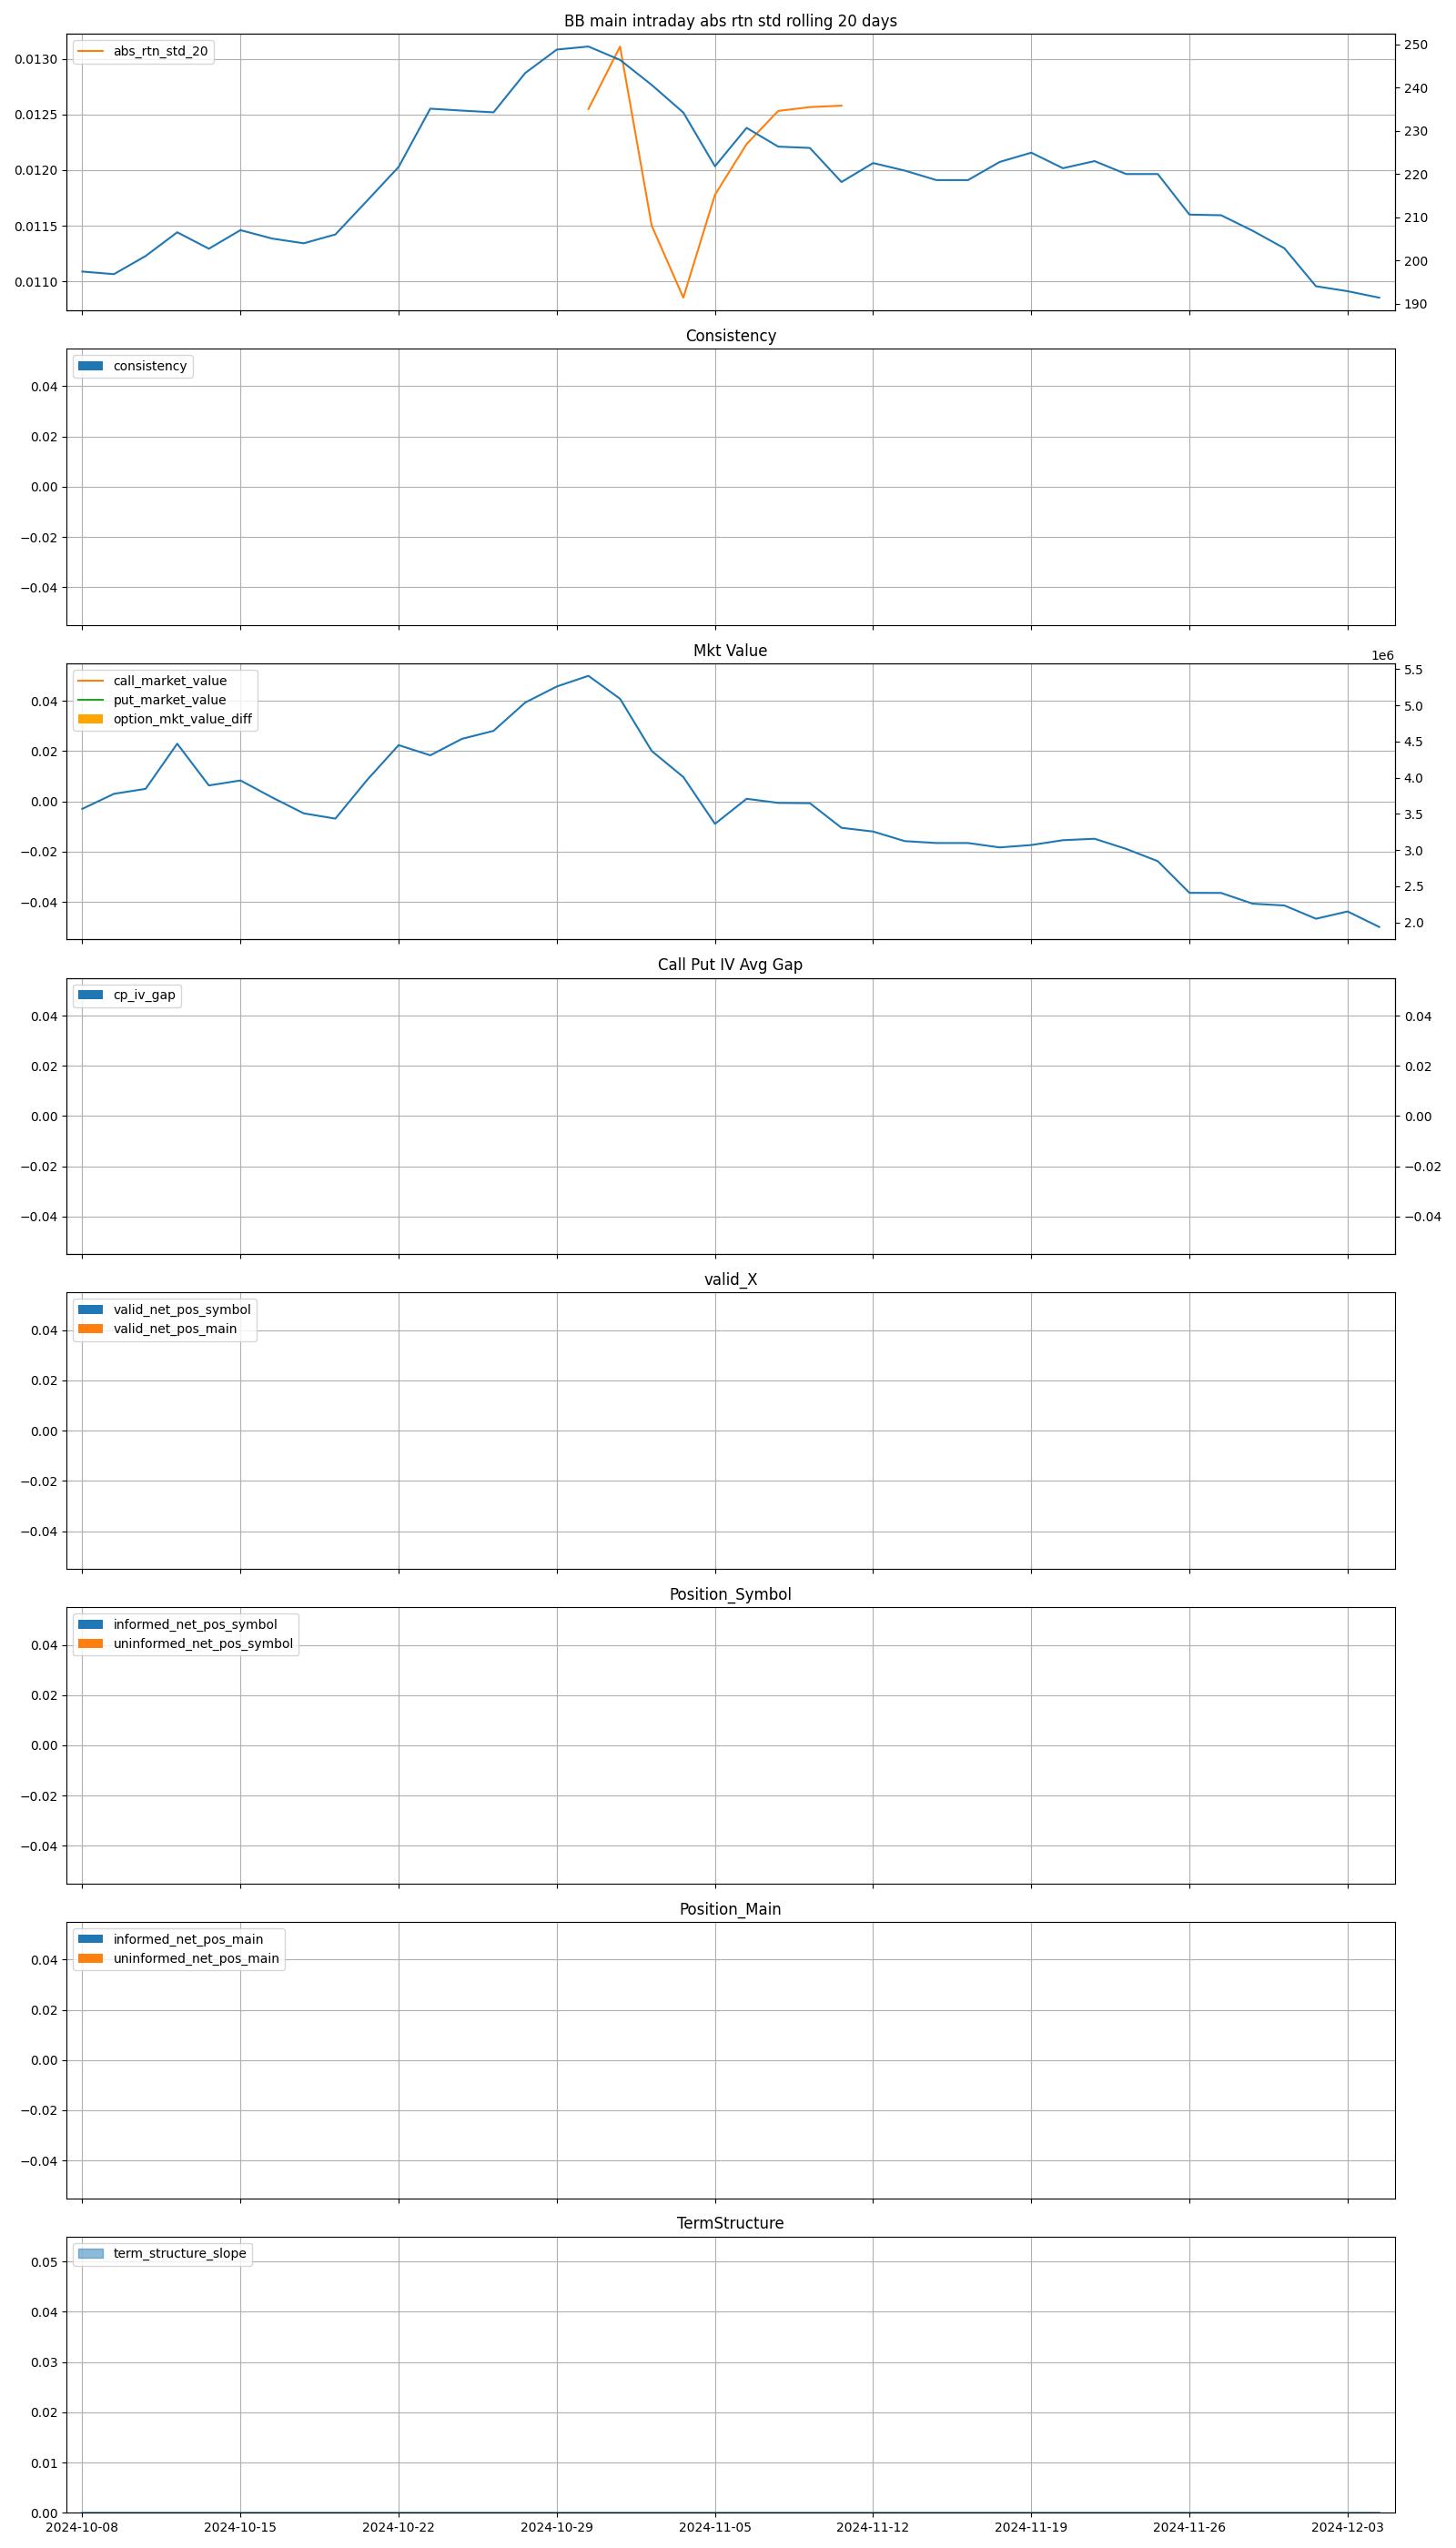 BB main intraday abs rtn std rolling 20 days
abs_rtn_std_20
0.0130
0.0125
0.0120
0.0115
0.0110
250
240
230
220
210
200
190
Consistency
consistency
0.04
0.02
0.00
−0.02
−0.04
Mkt Value
1e6
call_market_value
put_market_value
option_mkt_value_diff
0.04
0.02
0.00
−0.02
−0.04
5.5
5.0
4.5
4.0
3.5
3.0
2.5
2.0
Call Put IV Avg Gap
cp_iv_gap
0.04
0.02
0.00
−0.02
−0.04
0.04
0.02
0.00
−0.02
−0.04
valid_X
valid_net_pos_symbol
valid_net_pos_main
0.04
0.02
0.00
−0.02
−0.04
Position_Symbol
informed_net_pos_symbol
uninformed_net_pos_symbol
0.04
0.02
0.00
−0.02
−0.04
Position_Main
informed_net_pos_main
uninformed_net_pos_main
0.04
0.02
0.00
−0.02
−0.04
TermStructure
term_structure_slope
0.05
0.04
0.03
0.02
0.01
0.00
2024-10-08 2024-10-15 2024-10-22 2024-10-29 2024-11-05 2024-11-12 2024-11-19 2024-11-26 2024-12-03